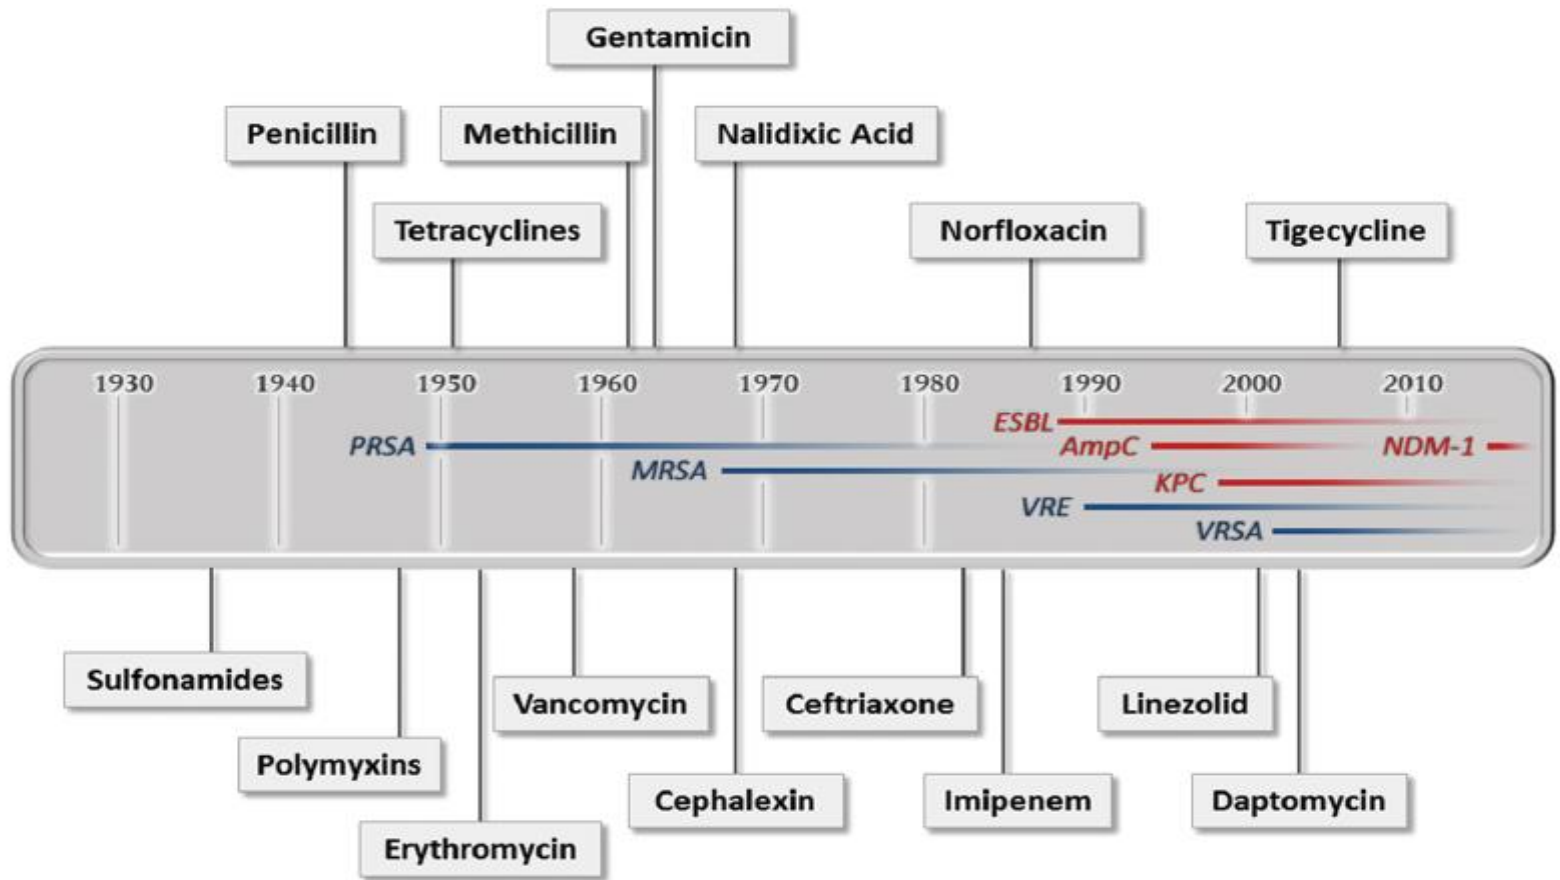 Gentamicin
Penicillin
Methicillin
Nalidixic Acid
Tetracyclines
Norfloxacin
Tigecycline
1930 1940 1950 1960 1970 1980 1990 2000 2010
ESBL
PRSA
AmpC
NDM-1
MRSA
KPC
VRE
VRSA
Sulfonamides
Vancomycin
Ceftriaxone
Linezolid
Polymyxins
Cephalexin
Imipenem
Daptomycin
Erythromycin